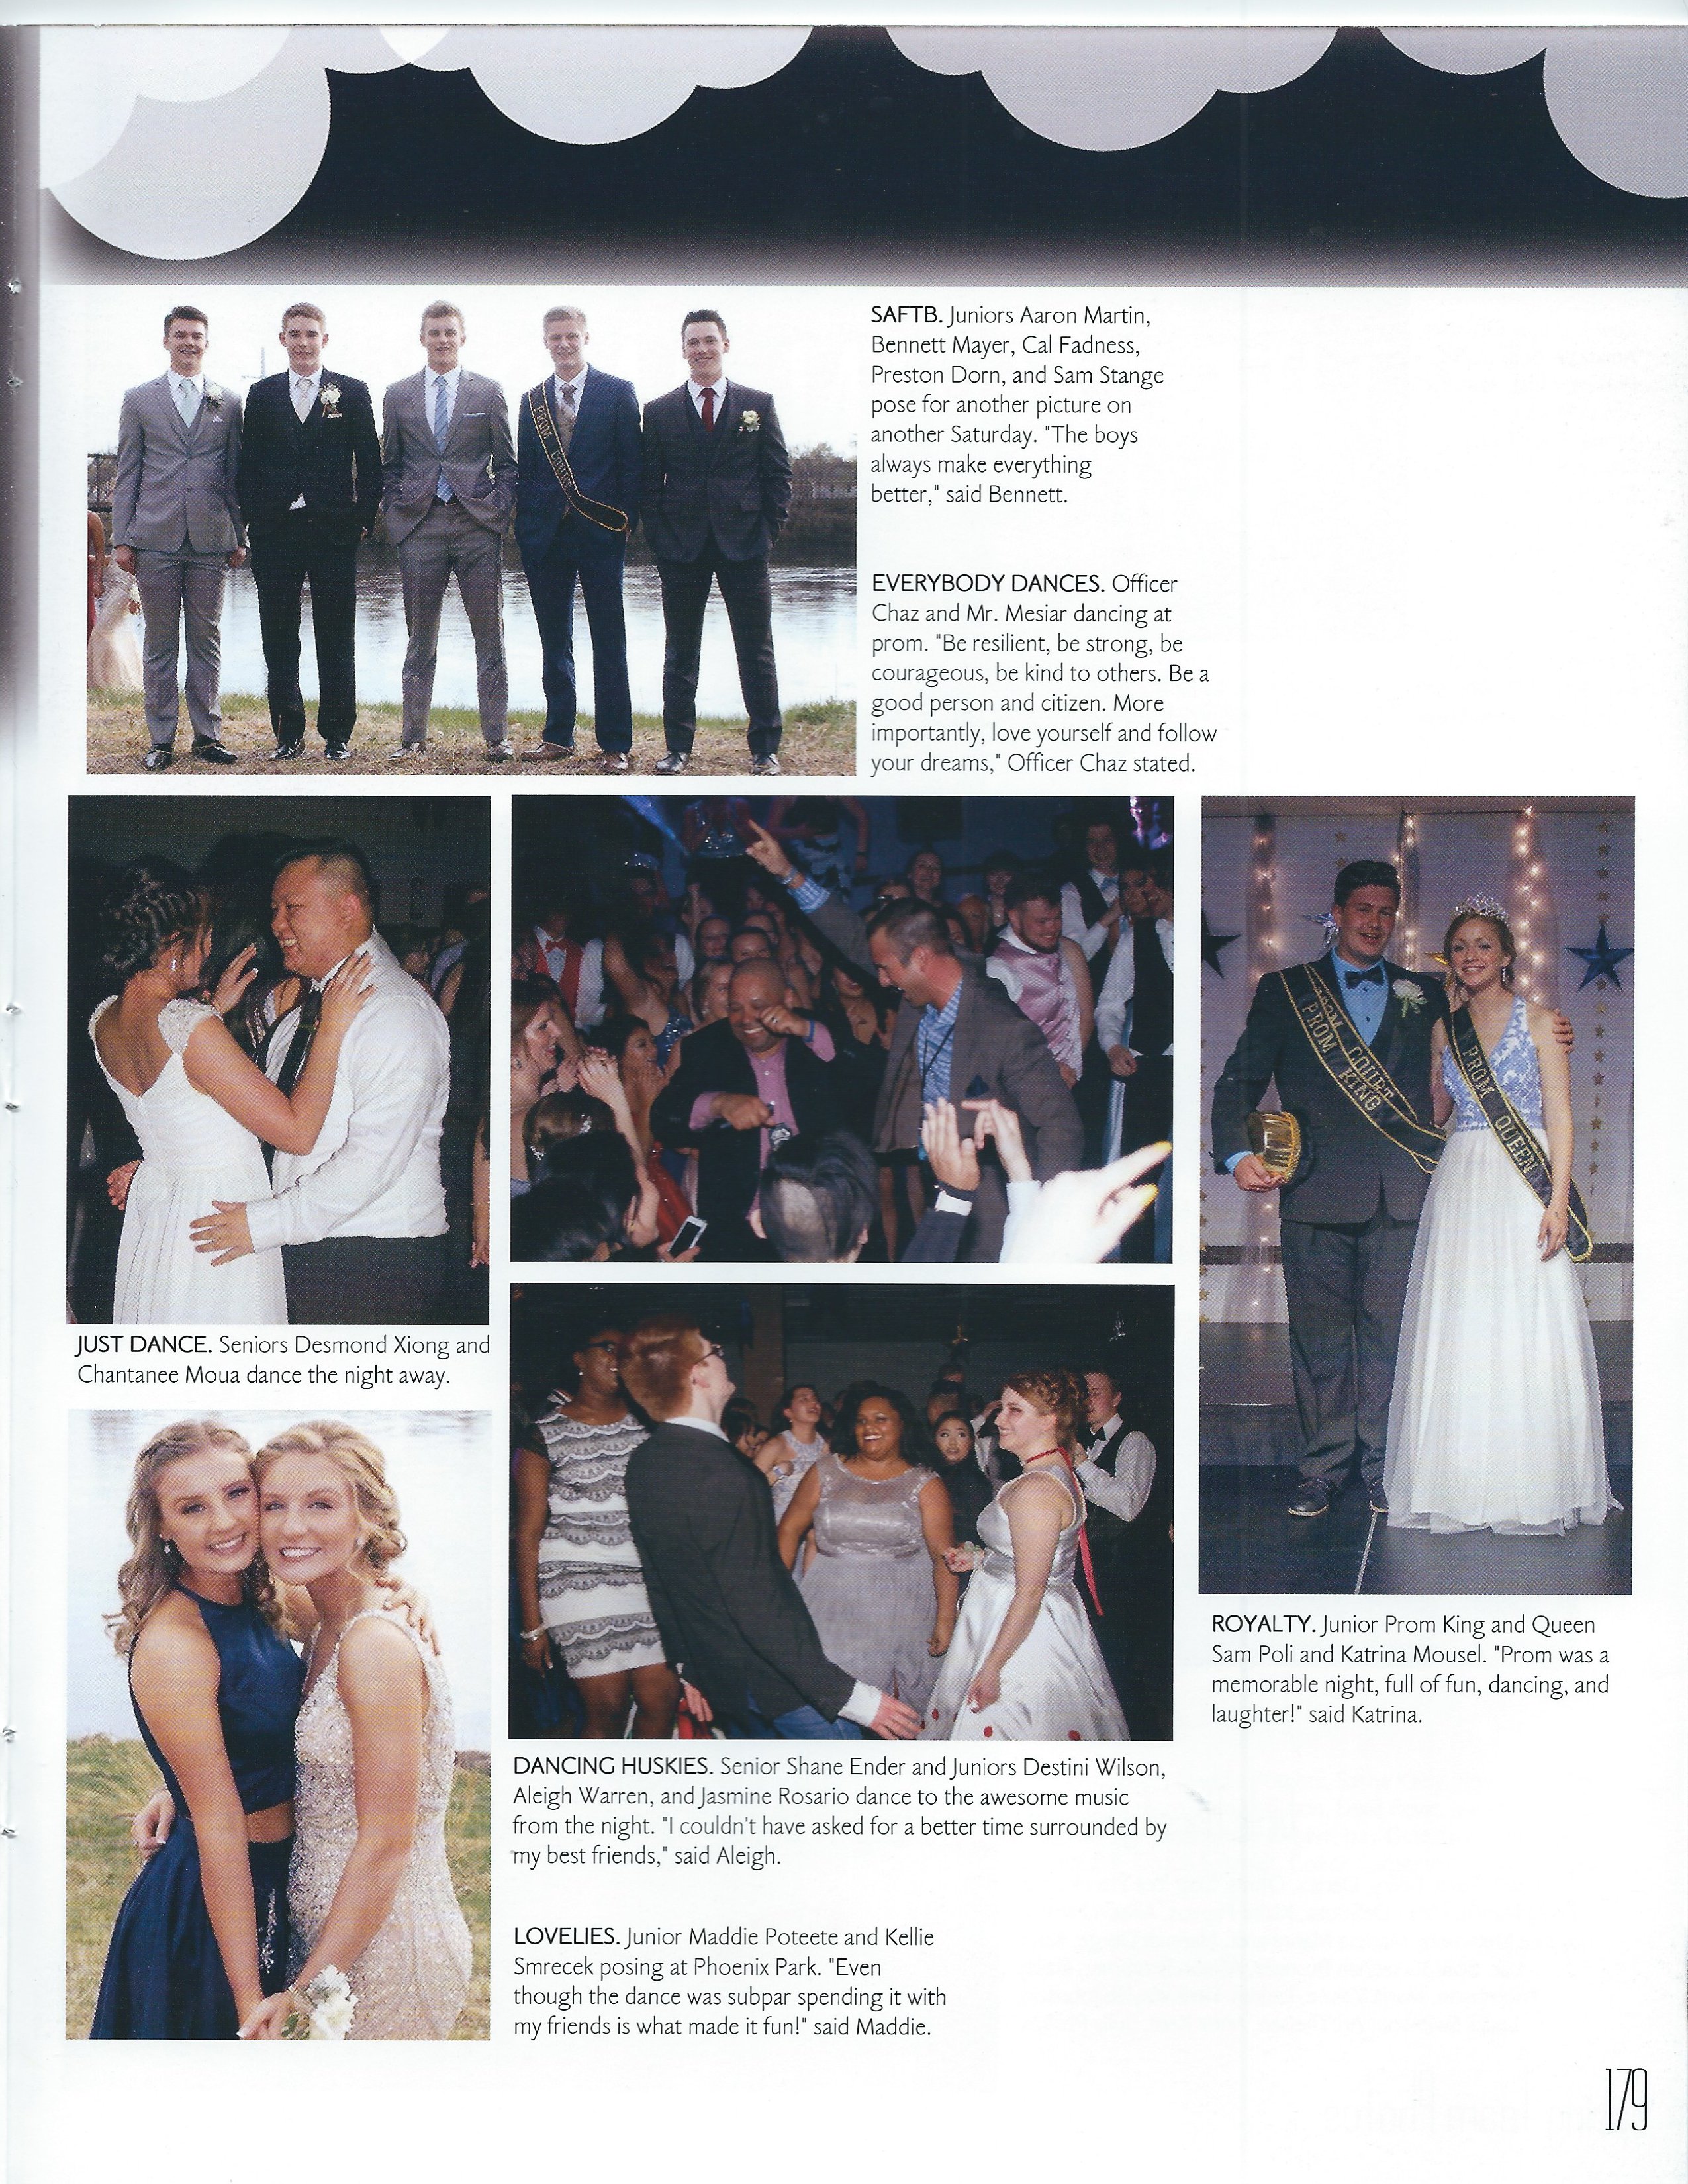 SAFTB. Juniors Aaron Martin,
Bennett Mayer, Cal Fadness,
Preston Dorn, and Sam Stange
pose for another picture on
another Saturday. "The boys
always make everything
better," said Bennett.
EVERYBODY DANCES. Officer
Chaz and Mr. Mesiar dancing at
prom. "Be resilient, be strong, be
courageous, be kind to others. Be a
good person and citizen. More
importantly, love yourself and follow
your dreams," Officer Chaz stated.
PROM COURT
PROM COURT
PROM KING
PROM QUEEN
JUST DANCE. Seniors Desmond Xiong and
Chantanee Moua dance the night away.
ROYALTY. Junior Prom King and Queen
Sam Poli and Katrina Mousel. "Prom was a
memorable night, full of fun, dancing, and
laughter!" said Katrina.
DANCING HUSKIES. Senior Shane Ender and Juniors Destini Wilson,
Aleigh Warren, and Jasmine Rosario dance to the awesome music
from the night. "I couldn't have asked for a better time surrounded by
my best friends," said Aleigh.
LOVELIES. Junior Maddie Poteete and Kellie
Smrecek posing at Phoenix Park. "Even
though the dance was subpar spending it with
my friends is what made it fun!" said Maddie.
179